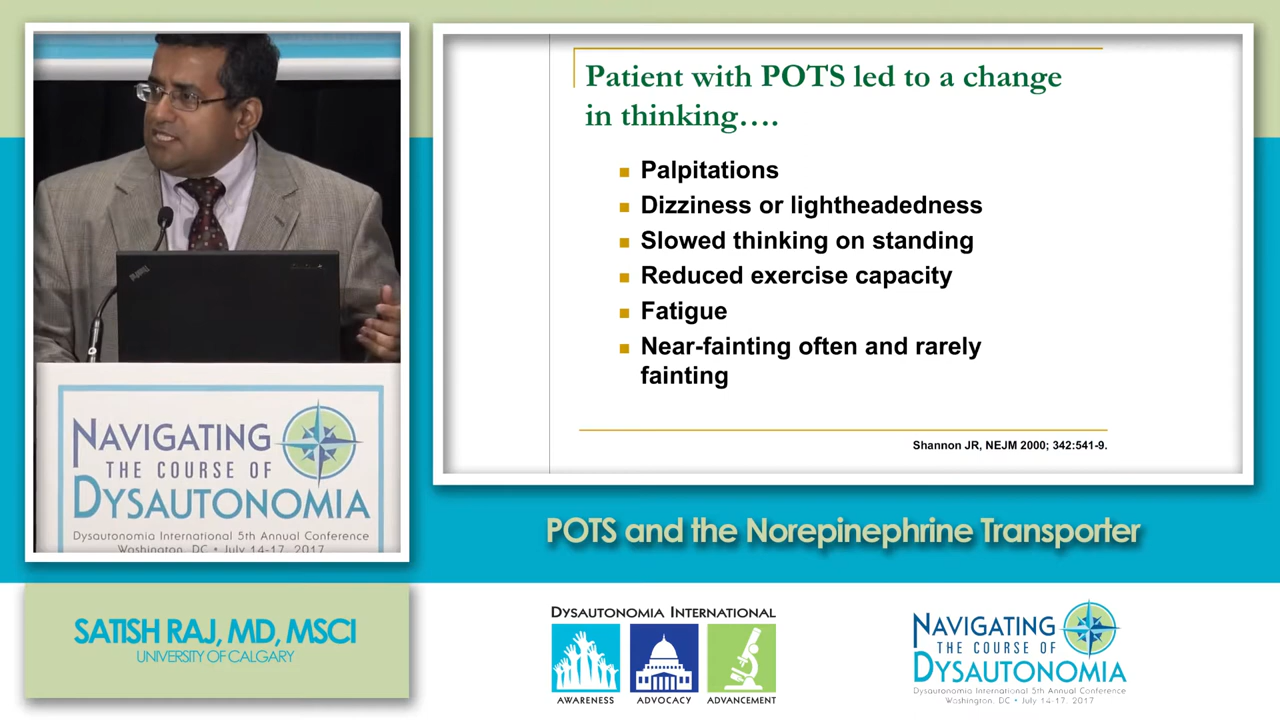 Patient with POTS led to a change
in thinking….
Palpitations
Dizziness or lightheadedness
Slowed thinking on standing
Reduced exercise capacity
Fatigue
Near-fainting often and rarely
fainting
Shannon JR, NEJM 2000; 342:541-9.
ThinkPad
NAVIGATING
THE COURSE OF
DYSAUTONOMIA
Dysautonomia International 5th Annual Conference
Washington, DC • July 14-17, 2017
POTS and the Norepinephrine Transporter
SATISH RAJ, MD, MSCI
UNIVERSITY OF CALGARY
DYSAUTONOMIA INTERNATIONAL
AWARENESS
ADVOCACY
ADVANCEMENT
NAVIGATING
THE COURSE OF
DYSAUTONOMIA
Dysautonomia International 5th Annual Conference
Washington, DC • July 14-17, 2017